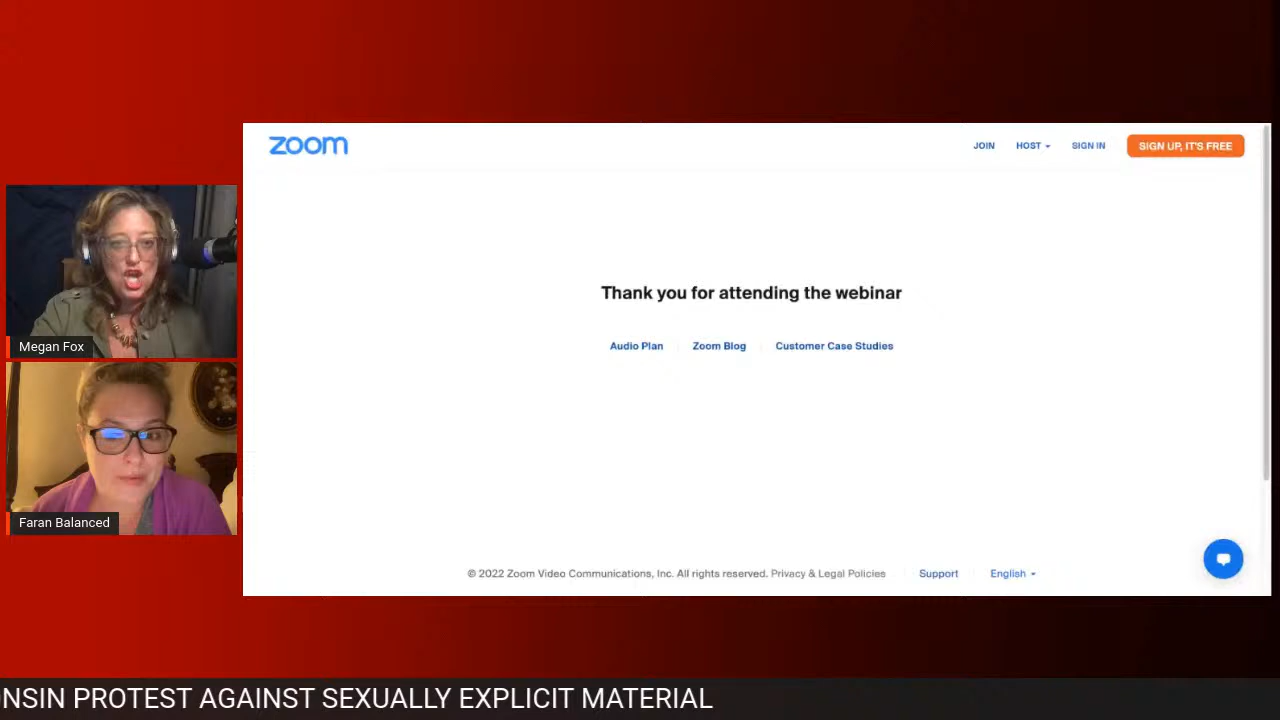 zoom
JOIN
HOST
SIGN IN
SIGN UP, IT'S FREE
Thank you for attending the webinar
Audio Plan
Zoom Blog
Customer Case Studies
Megan Fox
Faran Balanced
© 2022 Zoom Video Communications, Inc. All rights reserved. Privacy & Legal Policies
Support
English
ONSIN PROTEST AGAINST SEXUALLY EXPLICIT MATERIAL